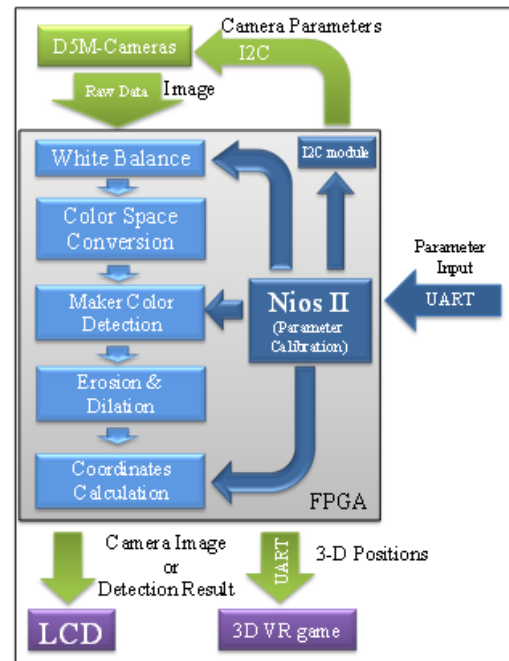 Camera Parameters
D5M-Cameras
I2C
Raw Data
Image
White Balance
I2C module
Color Space
Conversion
Parameter
Input
UART
Maker Color
Detection
Nios II
(Parameter
Calibration)
Erosion &
Dilation
Coordinates
Calculation
FPGA
Camera Image
or
Detection Result
UART
3-D Positions
LCD
3D VR game